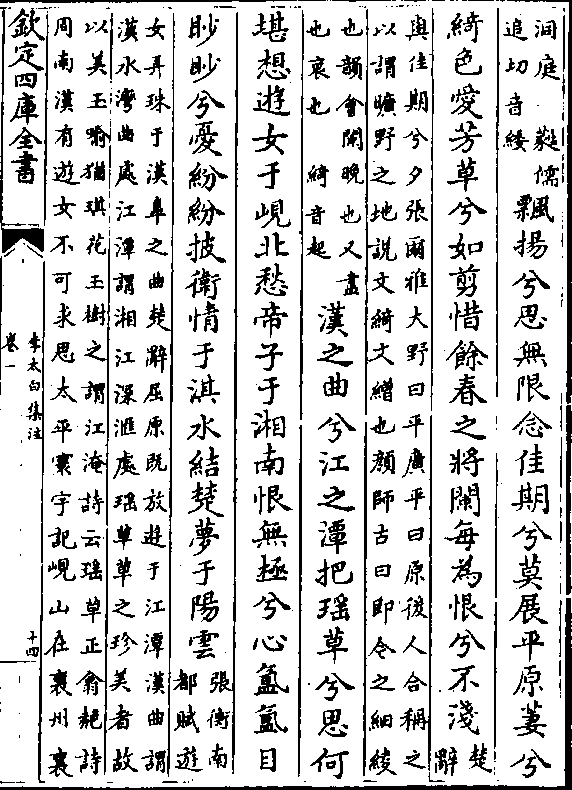 洞庭　蕤儒
追切音緌
飄揚兮思無限念佳期兮莫展平原萋兮
綺色愛芳草兮如剪惜餘春之將闌每為恨兮不淺
楚
辭
與佳期兮夕張爾雅大野曰平廣平曰原後人合稱之
以謂曠野之地說文綺文繒也顏師古曰即今之細綾
也韻會闌晚也又盡
也衰也　綺音起
漢之曲兮江之潭把瑤草兮思何
堪想遊女于峴北愁帝子于湘南恨無極兮心氳氳目
眇眇兮憂紛紛披衛情于淇水結楚夢于陽雲
張衡南
都賦遊
女弄珠于漢臯之曲楚辭屈原既放遊于江潭漢曲謂
漢水灣曲處江潭謂湘江深滙處瑤草草之珍美者故
以美玉喻猶琪花玉樹之謂江淹詩云瑤草正翕赩詩
周南漢有遊女不可求思太平寰宇記峴山在襄州襄
欽定四庫全書
李太白集注
卷一
十四